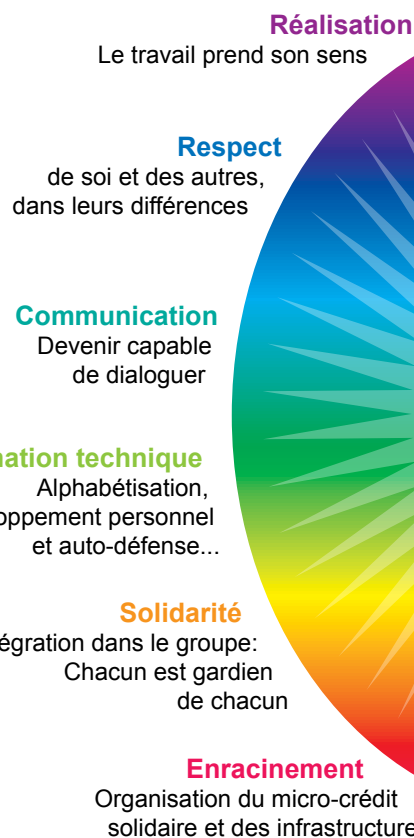 Réalisation
Le travail prend son sens
Respect
de soi et des autres,
dans leurs différences
Communication
Devenir capable
de dialoguer
mation technique
Alphabétisation,
oppement personnel
et auto-défense...
Solidarité
égration dans le groupe:
Chacun est gardien
de chacun
Enracinement
Organisation du micro-crédit
solidaire et des infrastructure